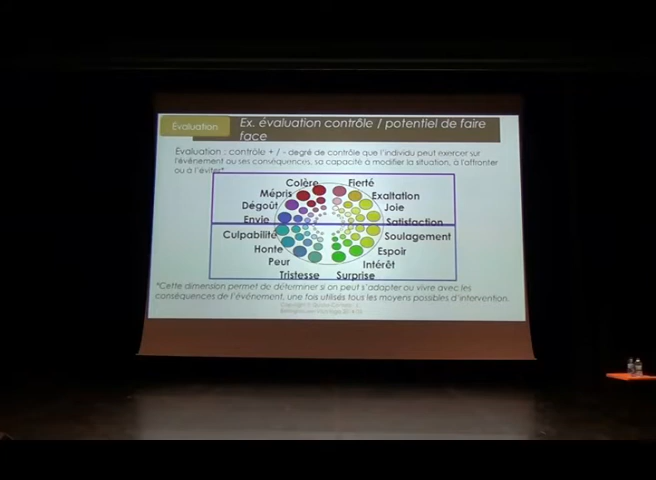 Évaluation
Ex. évaluation contrôle / potentiel de faire
face
Évaluation : contrôle + / - degré de contrôle que l'individu peut exercer sur
l'événement ou ses conséquences, sa capacité à modifier la situation, à l'affronter
ou à l'éviter*
Colère Fierté
Mépris Exaltation
Dégoût Joie
Envie Satisfaction
Culpabilité Soulagement
Honte Espoir
Peur Intérêt
Tristesse Surprise
*Cette dimension permet de déterminer si on peut s'adapter ou vivre avec les
conséquences de l'événement, une fois utilisés tous les moyens possibles d'intervention.